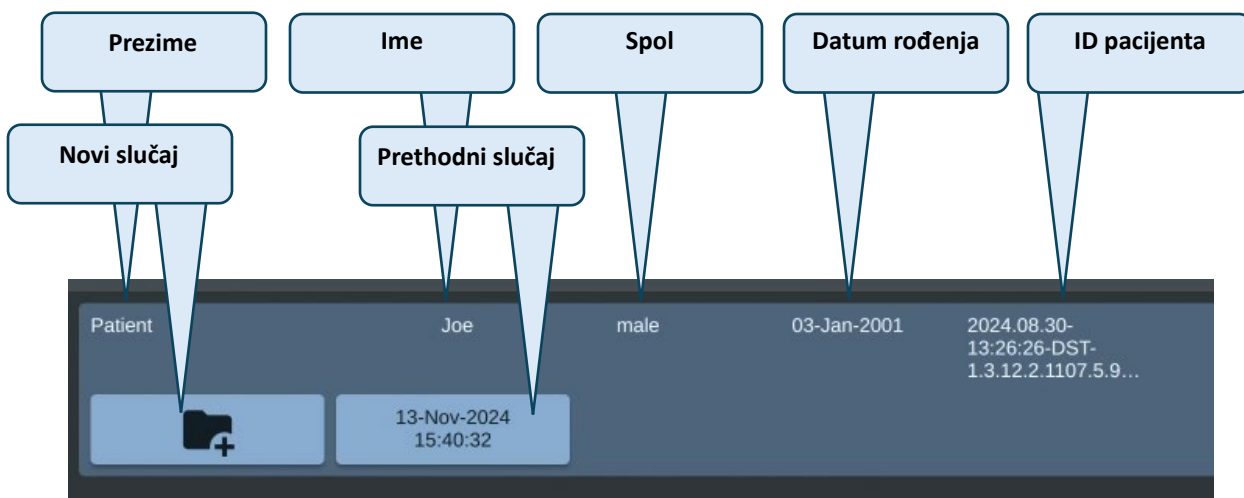 Prezime
Ime
Spol
Datum rođenja
ID pacijenta
Novi slučaj
Prethodni slučaj
Patient
Joe
male
03-Jan-2001
2024.08.30-
13:26:26-DST-
1.3.12.2.1107.5.9...
13-Nov-2024
15:40:32